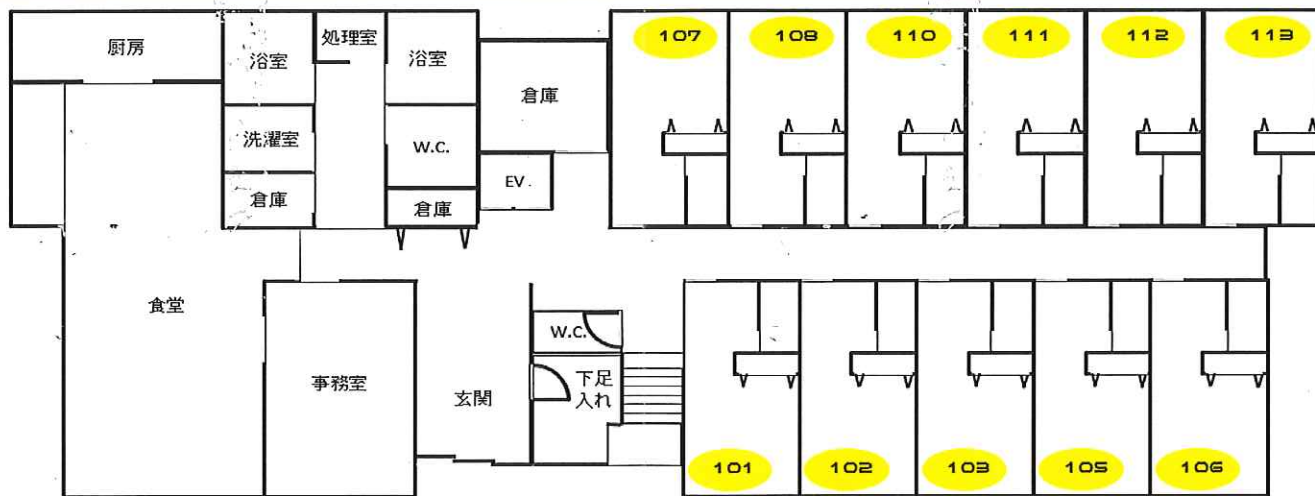 厨房
浴室
処理室
浴室
倉庫
107
108
110
111
112
113
洗濯室
W.C.
EV.
倉庫
倉庫
食堂
事務室
玄関
W.C.
下足
入れ
101
102
103
105
106